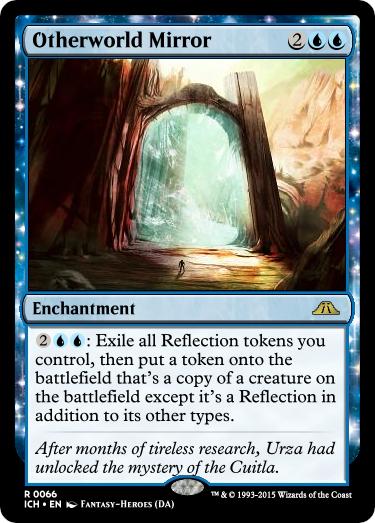 Otherworld Mirror 2
Enchantment
2 : Exile all Reflection tokens you
control, then put a token onto the
battlefield that's a copy of a creature on
the battlefield except it's a Reflection in
addition to its other types.
After months of tireless research, Urza had
unlocked the mystery of the Cuitla.
R 0066
ICH • EN Fantasy-Heroes (DA)
™ & © 1993-2015 Wizards of the Coast